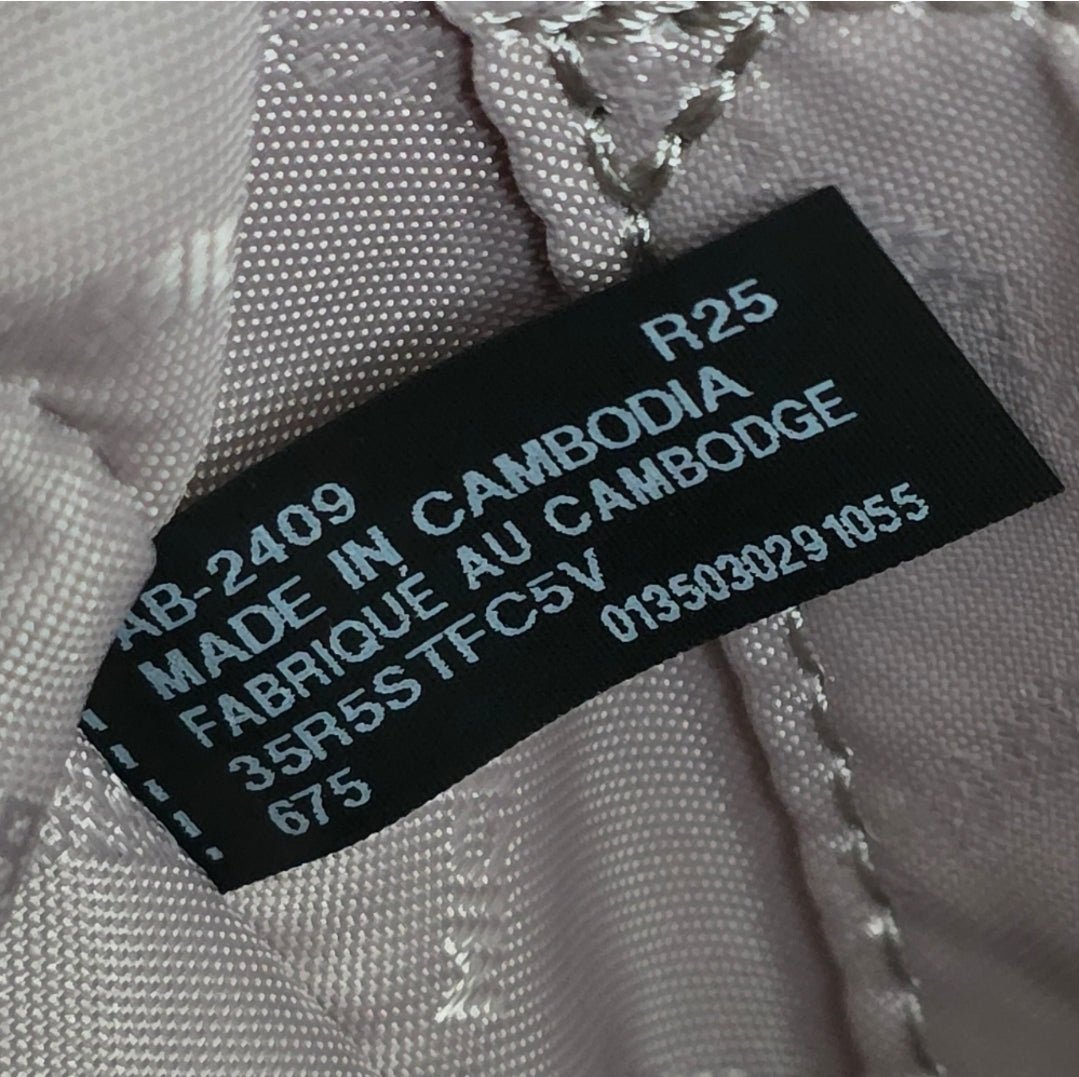 R25
AB-2409
MADE IN CAMBODIA
FABRIQUÉ AU CAMBODGE
35R5STFC5V 013503029 1055
675